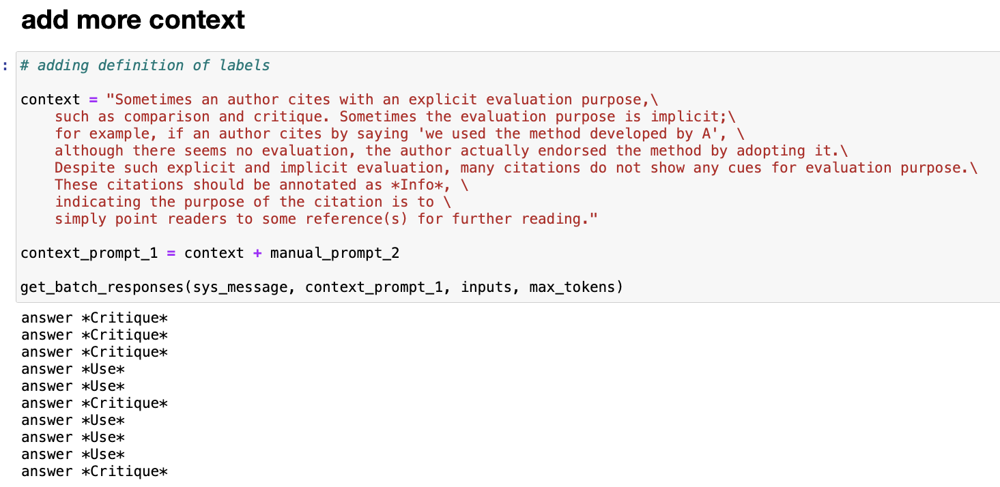 add more context
: # adding definition of labels
context = "Sometimes an author cites with an explicit evaluation purpose,\
such as comparison and critique. Sometimes the evaluation purpose is implicit;\
for example, if an author cites by saying 'we used the method developed by A', \
although there seems no evaluation, the author actually endorsed the method by adopting it.\
Despite such explicit and implicit evaluation, many citations do not show any cues for evaluation purpose.\
These citations should be annotated as *Info*, \
indicating the purpose of the citation is to \
simply point readers to some reference(s) for further reading."
context_prompt_1 = context + manual_prompt_2
get_batch_responses(sys_message, context_prompt_1, inputs, max_tokens)
answer *Critique*
answer *Critique*
answer *Critique*
answer *Use*
answer *Use*
answer *Critique*
answer *Use*
answer *Use*
answer *Use*
answer *Critique*